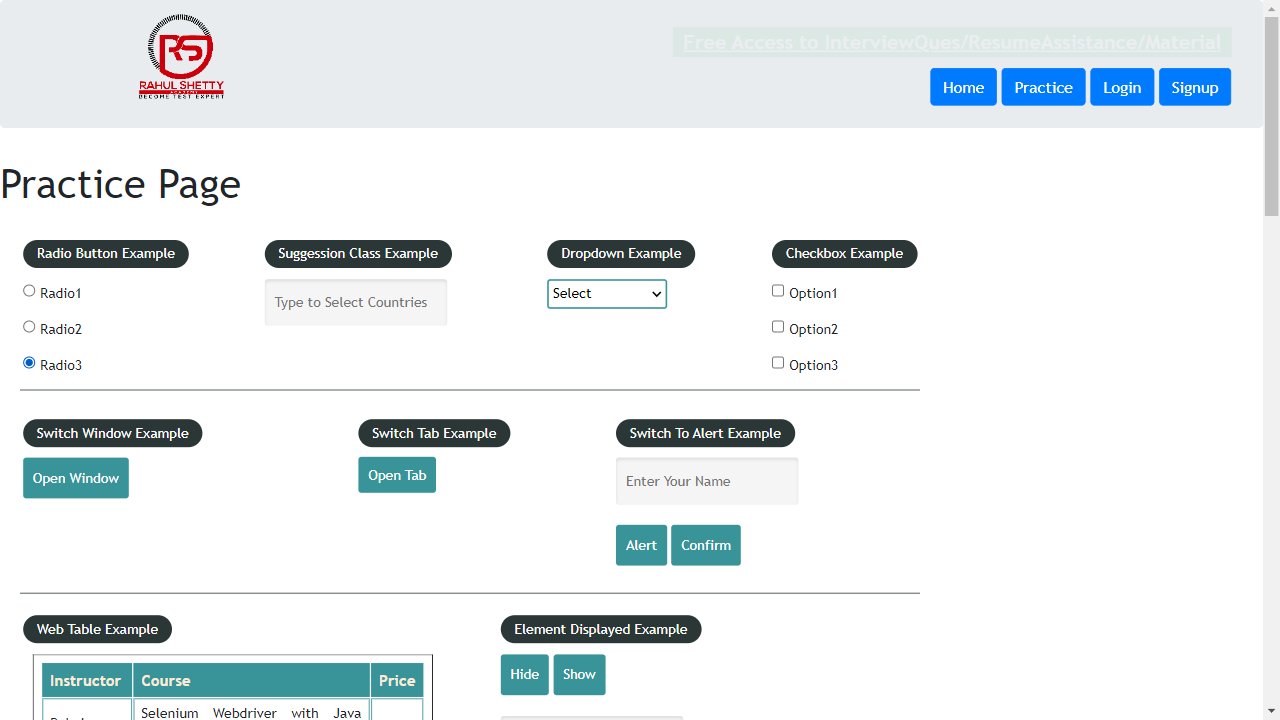 RS
RAHUL SHETTY
ACADEMY
BECOME TEST EXPERT
Free Access to InterviewQues/ResumeAssistance/Material
Home Practice Login Signup
Practice Page
Radio Button Example
Radio1
Radio2
Radio3
Suggession Class Example
Type to Select Countries
Dropdown Example
Select
Checkbox Example
Option1
Option2
Option3
Switch Window Example
Open Window
Switch Tab Example
Open Tab
Switch To Alert Example
Enter Your Name
Alert Confirm
Web Table Example
Instructor Course Price
Selenium Webdriver with Java
Element Displayed Example
Hide Show